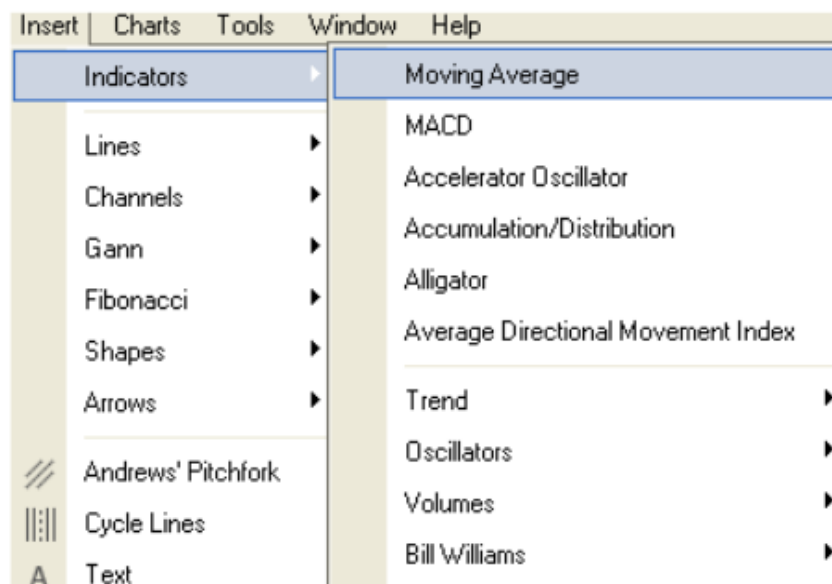 Insert Charts Tools Window Help
Indicators
Lines
Channels
Gann
Fibonacci
Shapes
Arrows
Andrews' Pitchfork
Cycle Lines
Text
Moving Average
MACD
Accelerator Oscillator
Accumulation/Distribution
Alligator
Average Directional Movement Index
Trend
Oscillators
Volumes
Bill Williams